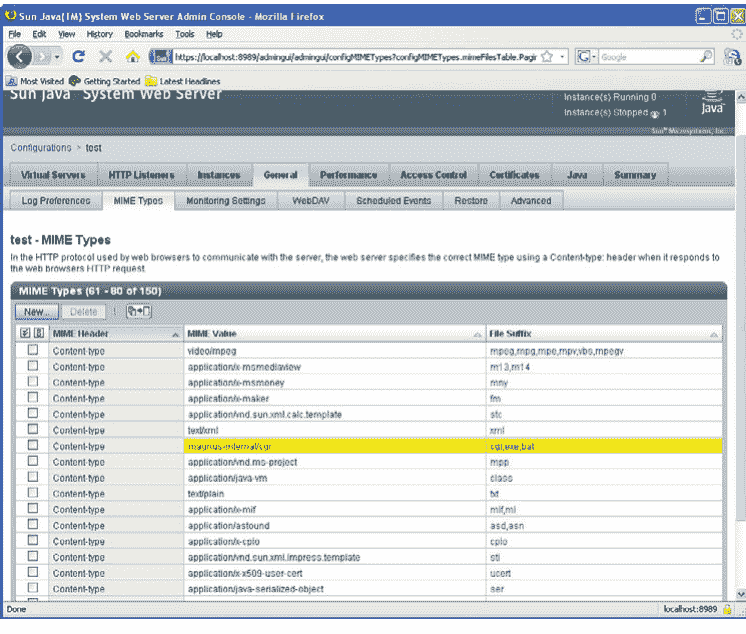 Sun Java(TM) System Web Server Admin Console - Mozilla Firefox
File Edit View History Bookmarks Tools Help
https://localhost:8989/admingui/admingui/configMIMETypes?configMIMETypes.mimeFilesTable.Pagir Google
Most Visited Getting Started Latest Headlines
Sun Java System Web Server
Instance(s) Running 0
Instance(s) Stopped 1
Java
Sun Microsystems, Inc.
Configurations > test
Virtual Servers HTTP Listeners Instances General Performance Access Control Certificates Java Summary
Log Preferences MIME Types Monitoring Settings WebDAV Scheduled Events Restore Advanced
test - MIME Types
In the HTTP protocol used by web browsers to communicate with the server, the web server specifies the correct MIME type using a Content-type: header when it responds to
the web browsers HTTP request
MIME Types (61 - 80 of 150)
New... Delete
MIME Header MIME Value File Suffix
Content-type video/mpeg mpeg,mpg,mpe,mpv,vbs,mpegv
Content-type application/x-msmediaview m13,m14
Content-type application/x-msmoney mny
Content-type application/x-maker fm
Content-type application/vnd.sun.xml.calc.template stc
Content-type text/xml xml
Content-type magnus-external/cgi cgi,exe,bat
Content-type application/vnd.ms-project mpp
Content-type application/java-vm class
Content-type text/plain txt
Content-type application/x-mif mif,mi
Content-type application/astound asd,asn
Content-type application/x-cpio cpio
Content-type application/vnd.sun.xml.impress.template sti
Content-type application/x-x509-user-cert ucert
Content-type application/java-serialized-object ser
Done localhost:8989